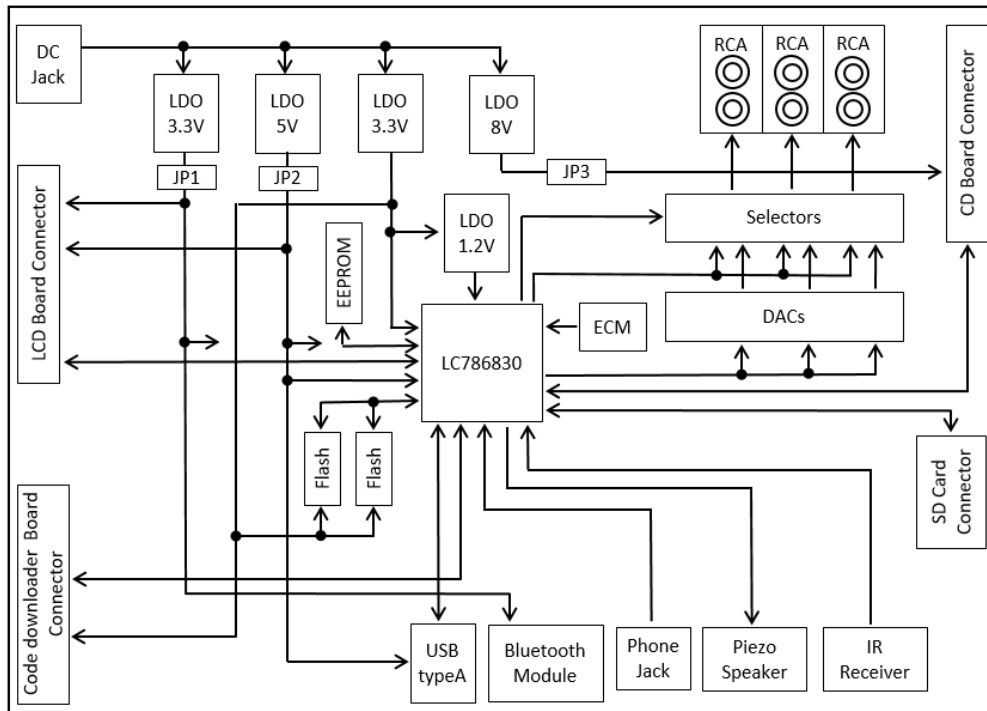 DC
Jack
LDO
3.3V
LDO
5V
LDO
3.3V
LDO
8V
RCA
RCA
RCA
CD Board Connector
JP1
JP2
JP3
LCD Board Connector
EEPROM
LDO
1.2V
Selectors
LC786830
ECM
DACs
Flash
Flash
SD Card
Connector
Code downloader Board
Connector
USB
typeA
Bluetooth
Module
Phone
Jack
Piezo
Speaker
IR
Receiver